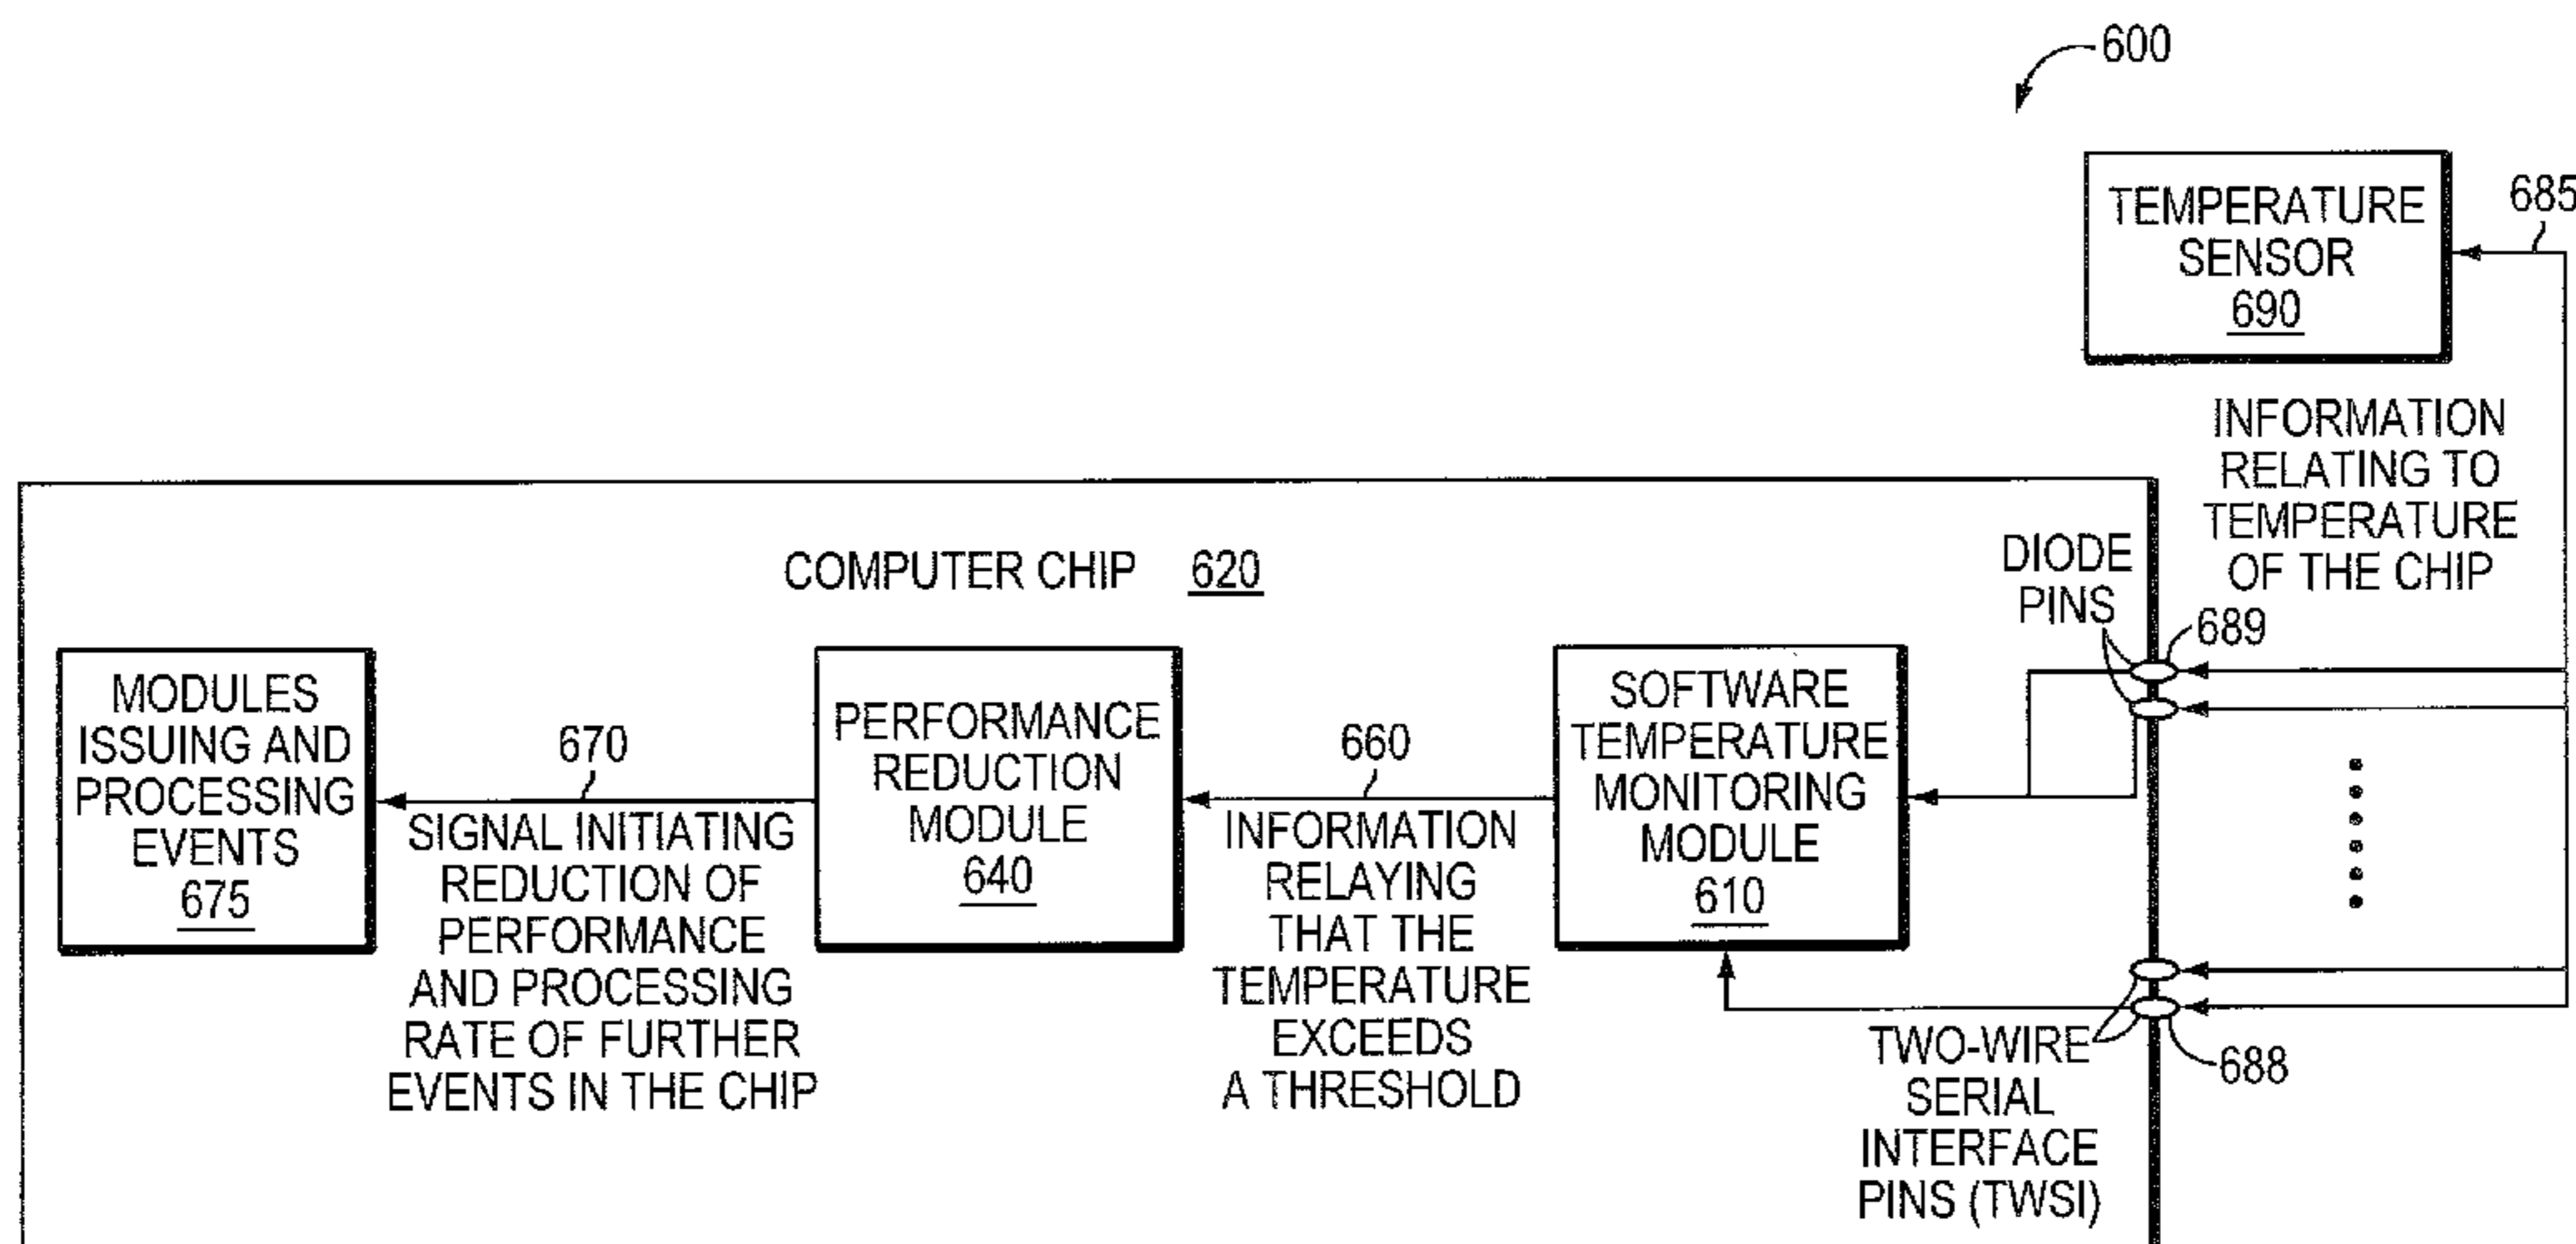 600
TEMPERATURE
SENSOR
690
685
INFORMATION
RELATING TO
TEMPERATURE
OF THE CHIP
COMPUTER CHIP 620
DIODE
PINS
689
MODULES
ISSUING AND
PROCESSING
EVENTS
675
670
SIGNAL INITIATING
REDUCTION OF
PERFORMANCE
AND PROCESSING
RATE OF FURTHER
EVENTS IN THE CHIP
PERFORMANCE
REDUCTION
MODULE
640
660
INFORMATION
RELAYING
THAT THE
TEMPERATURE
EXCEEDS
A THRESHOLD
SOFTWARE
TEMPERATURE
MONITORING
MODULE
610
TWO-WIRE
SERIAL
INTERFACE
PINS (TWSI)
688